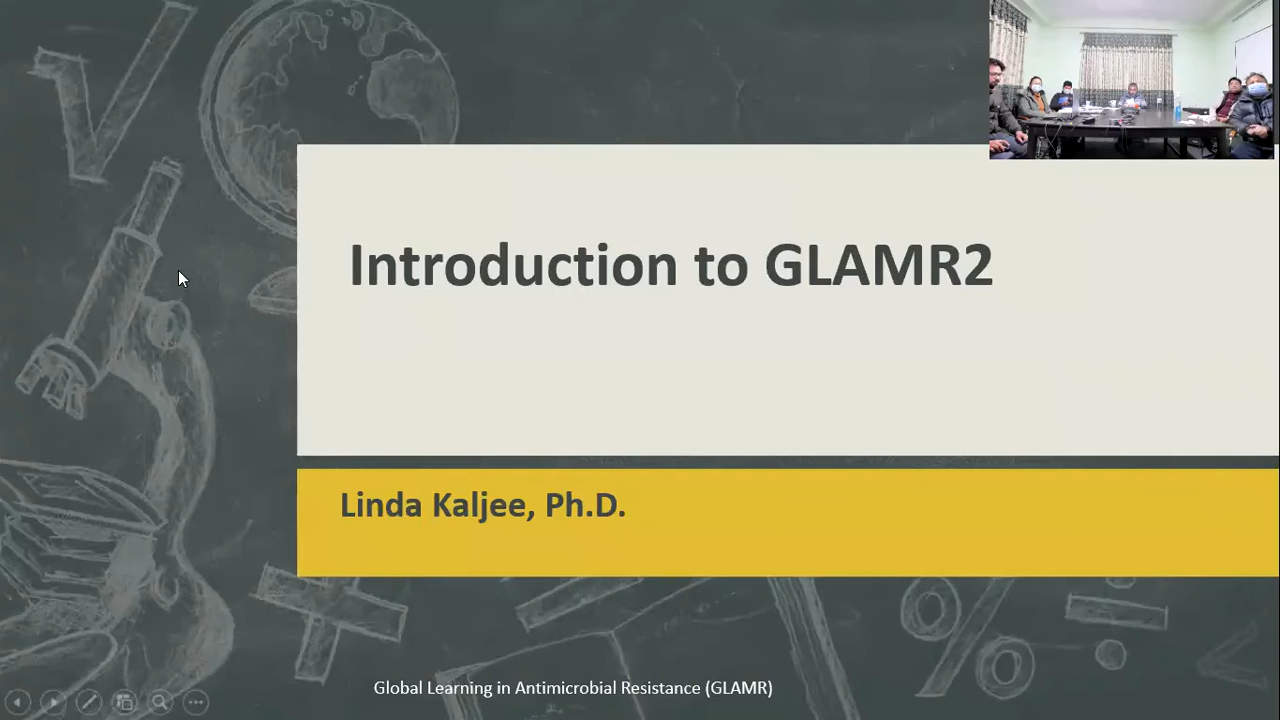 Introduction to GLAMR2
Linda Kaljee, Ph.D.
Global Learning in Antimicrobial Resistance (GLAMR)